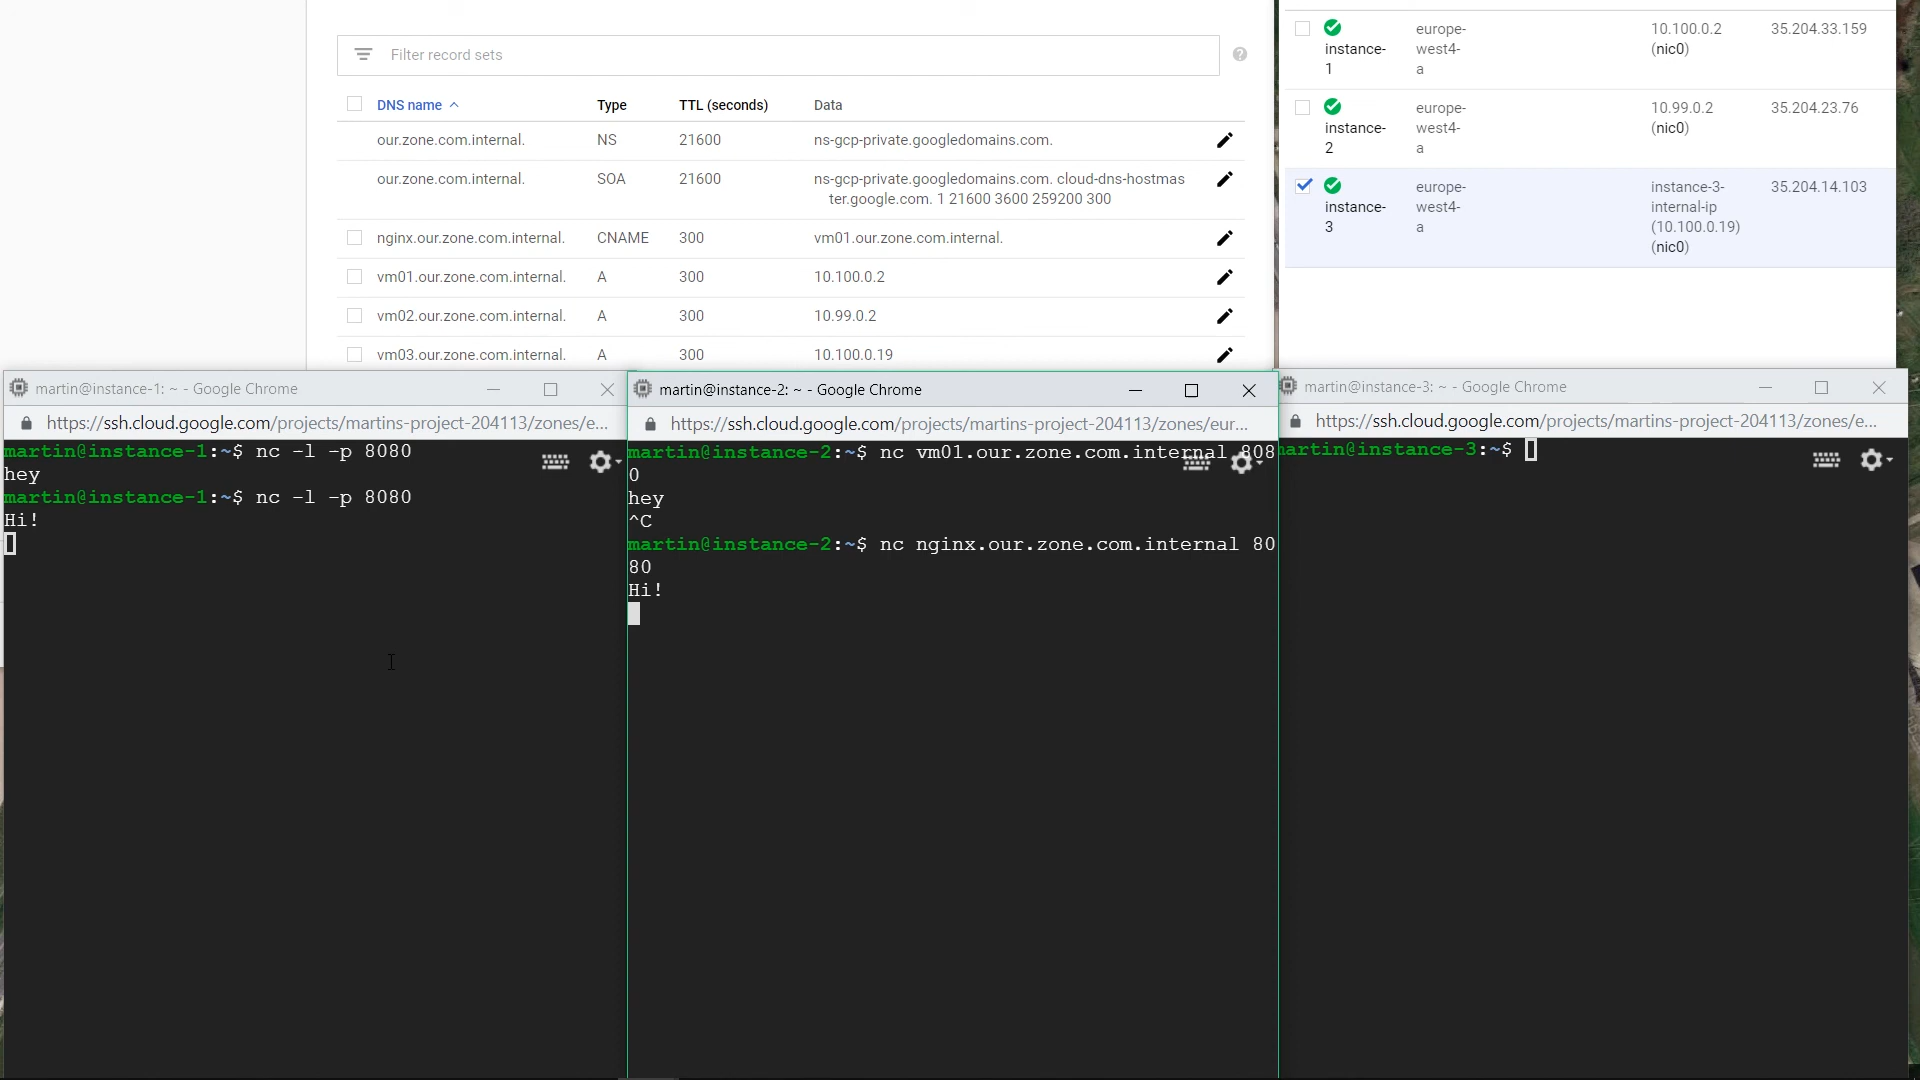 Filter record sets
DNS name Type TTL (seconds) Data
our.zone.com.internal. NS 21600 ns-gcp-private.googledomains.com.
our.zone.com.internal. SOA 21600 ns-gcp-private.googledomains.com. cloud-dns-hostmas
ter.google.com. 1 21600 3600 259200 300
nginx.our.zone.com.internal. CNAME 300 vm01.our.zone.com.internal.
vm01.our.zone.com.internal. A 300 10.100.0.2
vm02.our.zone.com.internal. A 300 10.99.0.2
vm03.our.zone.com.internal. A 300 10.100.0.19
europe- 10.100.0.2 35.204.33.159
instance- west4- (nic0)
1 a
europe- 10.99.0.2 35.204.23.76
instance- west4- (nic0)
2 a
europe- instance-3- 35.204.14.103
instance- west4- internal-ip
3 a (10.100.0.19)
(nic0)
martin@instance-1: ~ - Google Chrome
https://ssh.cloud.google.com/projects/martins-project-204113/zones/e...
martin@instance-1:~$ nc -l -p 8080
hey
martin@instance-1:~$ nc -l -p 8080
Hi!
martin@instance-2: ~ - Google Chrome
https://ssh.cloud.google.com/projects/martins-project-204113/zones/eur...
martin@instance-2:~$ nc vm01.our.zone.com.internal 808
0
hey
^C
martin@instance-2:~$ nc nginx.our.zone.com.internal 80
80
Hi!
martin@instance-3: ~ - Google Chrome
https://ssh.cloud.google.com/projects/martins-project-204113/zones/e...
martin@instance-3:~$